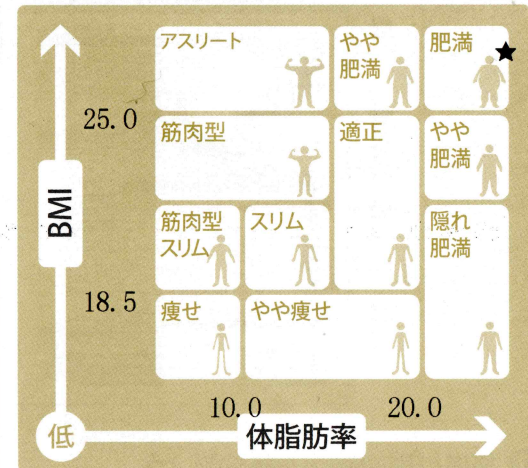 アスリート
やや
肥満
肥満
★
25.0
筋肉型
適正
やや
肥満
BMI
筋肉型
スリム
スリム
隠れ
肥満
18.5
痩せ
やや痩せ
10.0
20.0
低
体脂肪率